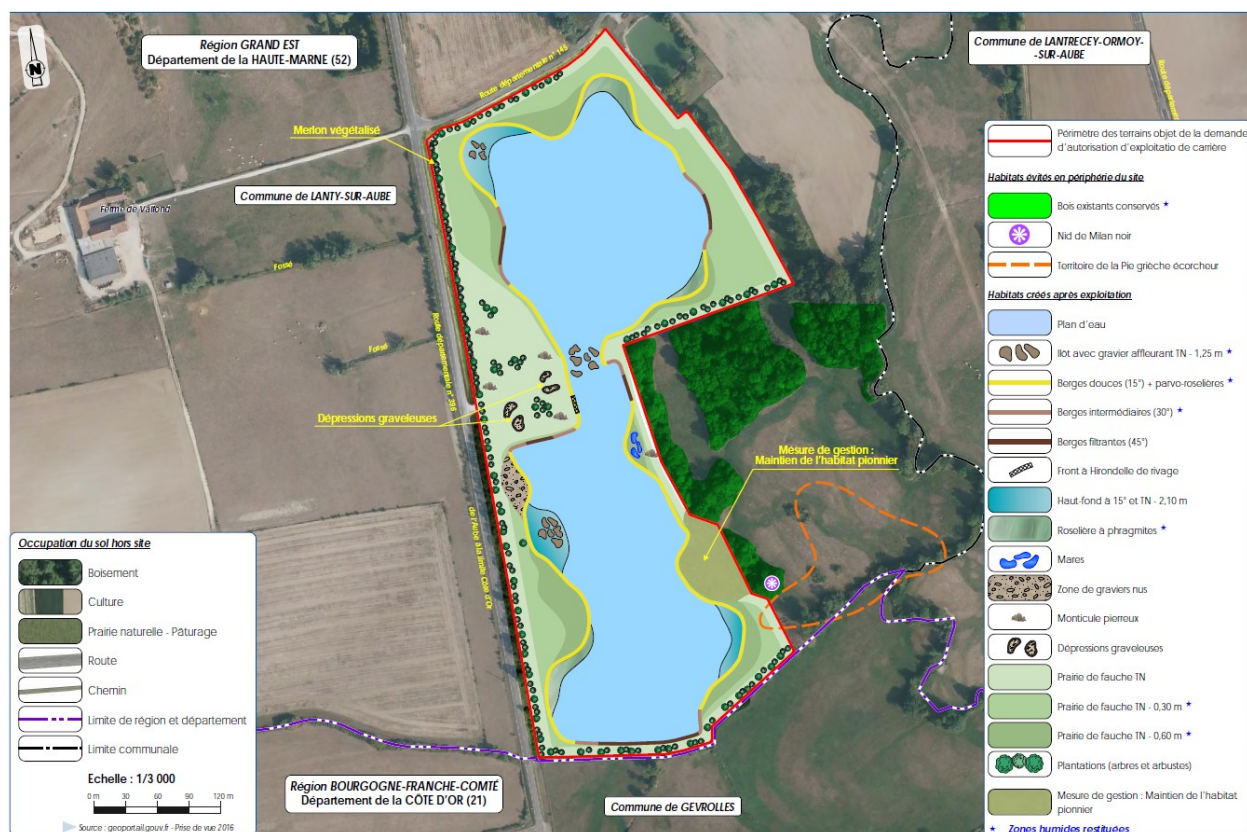 Région GRAND EST
Département de la HAUTE-MARNE (52)
Commune de LANTRECEY-ORMOY-
-SUR-AUBE
N
Route départementale n° 145
Merlon végétalisé
Commune de LANTY-SUR-AUBE
Fossé
Fossé
Dépressions graveleuses
Mesure de gestion :
Maintien de l'habitat pionnier
de l'Aube à la limite Côte d'Or
Périmètre des terrains objet de la demande
d'autorisation d'exploitatio de carrière
Habitats évités en périphérie du site
Bois existants conservés *
Nid de Milan noir
Territoire de la Pie grièche écorcheur
Habitats créés après exploitation
Plan d'eau
Ilot avec gravier affleurant TN - 1,25 m *
Berges douces (15°) + parvo-roselières *
Berges intermédiaires (30°) *
Berges filtrantes (45°)
Front à Hirondelle de rivage
Haut-fond à 15° et TN - 2,10 m
Roselière à phragmites *
Mares
Zone de graviers nus
Monticule pierreux
Dépressions graveleuses
Prairie de fauche TN
Prairie de fauche TN - 0,30 m *
Prairie de fauche TN - 0,60 m *
Plantations (arbres et arbustes)
Mesure de gestion : Maintien de l'habitat
pionnier
* Zones humides restituées
Occupation du sol hors site
Boisement
Culture
Prairie naturelle - Pâturage
Route
Chemin
Limite de région et département
Limite communale
Echelle : 1/3 000
0 m 30 60 120 m
Source : geoportail.gouv.fr - Prise de vue 2016
Région BOURGOGNE-FRANCHE-COMTÉ
Département de la CÔTE D'OR (21)
Commune de GEVROLLES